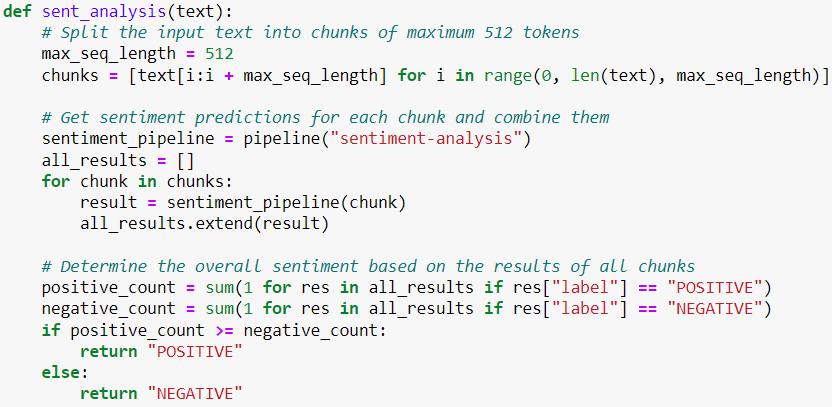 def sent_analysis(text):
    # Split the input text into chunks of maximum 512 tokens
    max_seq_length = 512
    chunks = [text[i:i + max_seq_length] for i in range(0, len(text), max_seq_length)]

    # Get sentiment predictions for each chunk and combine them
    sentiment_pipeline = pipeline("sentiment-analysis")
    all_results = []
    for chunk in chunks:
        result = sentiment_pipeline(chunk)
        all_results.extend(result)

    # Determine the overall sentiment based on the results of all chunks
    positive_count = sum(1 for res in all_results if res["label"] == "POSITIVE")
    negative_count = sum(1 for res in all_results if res["label"] == "NEGATIVE")
    if positive_count >= negative_count:
        return "POSITIVE"
    else:
        return "NEGATIVE"